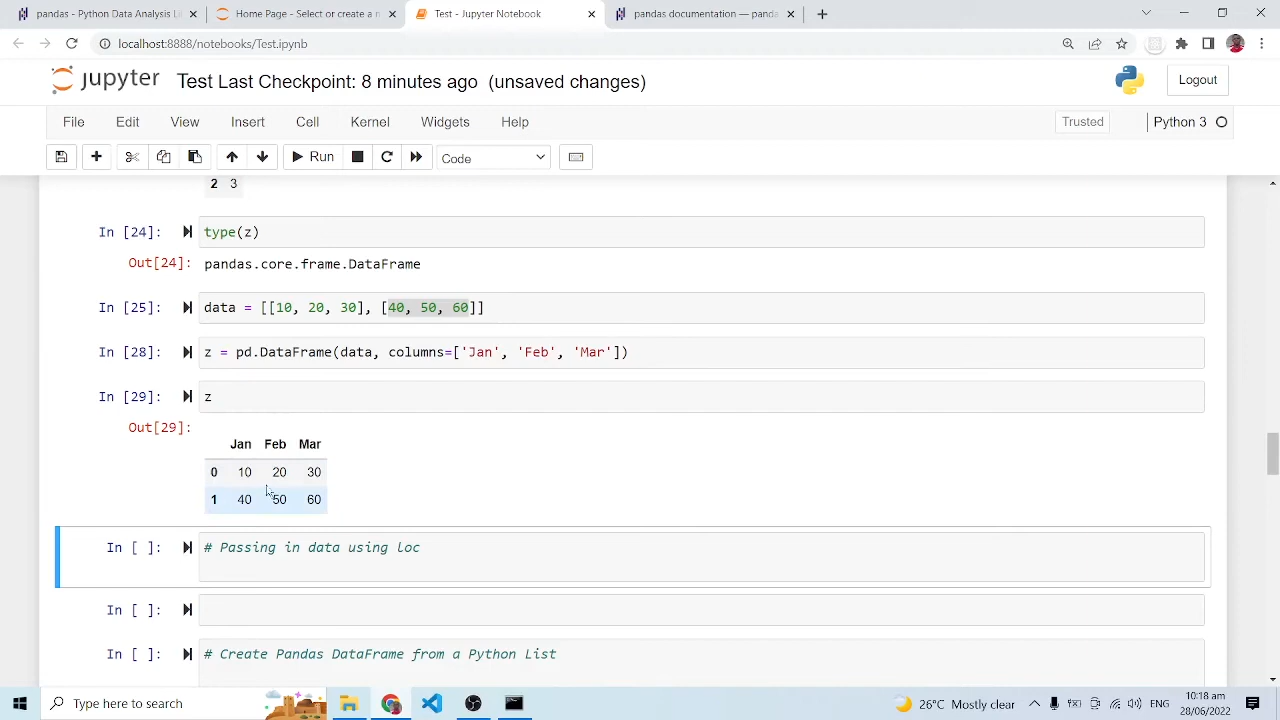 pandas - Python Data Analysis Li
Home Page - Select or create a n
Test - Jupyter Notebook
pandas documentation — panda
localhost:8888/notebooks/Test.ipynb
jupyter Test Last Checkpoint: 8 minutes ago (unsaved changes)
Logout
File Edit View Insert Cell Kernel Widgets Help
Trusted Python 3
Run Code
2 3
In [24]: type(z)
Out[24]: pandas.core.frame.DataFrame
In [25]: data = [[10, 20, 30], [40, 50, 60]]
In [28]: z = pd.DataFrame(data, columns=['Jan', 'Feb', 'Mar'])
In [29]: z
Out[29]:
Jan Feb Mar
0 10 20 30
1 40 50 60
In [ ]: # Passing in data using loc
In [ ]:
In [ ]: # Create Pandas DataFrame from a Python List
Type here to search
26°C Mostly clear
10:18 am
28/06/2022